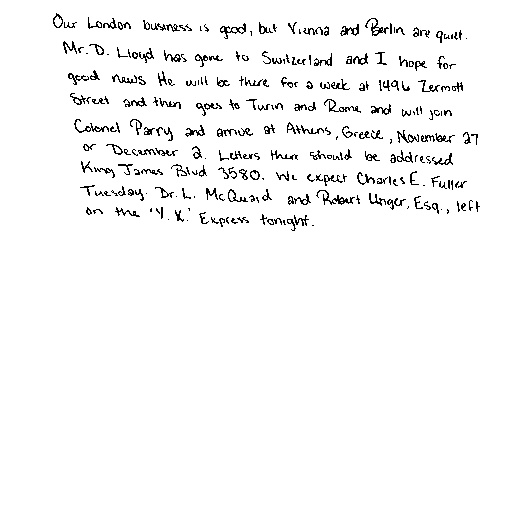 Our London business is good, but Vienna and Berlin are quiet.
Mr. D. Lloyd has gone to Switzerland and I hope for
good news He will be there for a week at 1496 Zermott
Street and then goes to Turin and Rome and will join
Colonel Parry and arrive at Athens, Greece, November 27
or December 2. Letters there should be addressed
King James Blvd 3580. We expect Charles E. Fuller
Tuesday. Dr. L. McQuaid and Robert Unger, Esq., left
on the 'Y. X.' Express tonight.